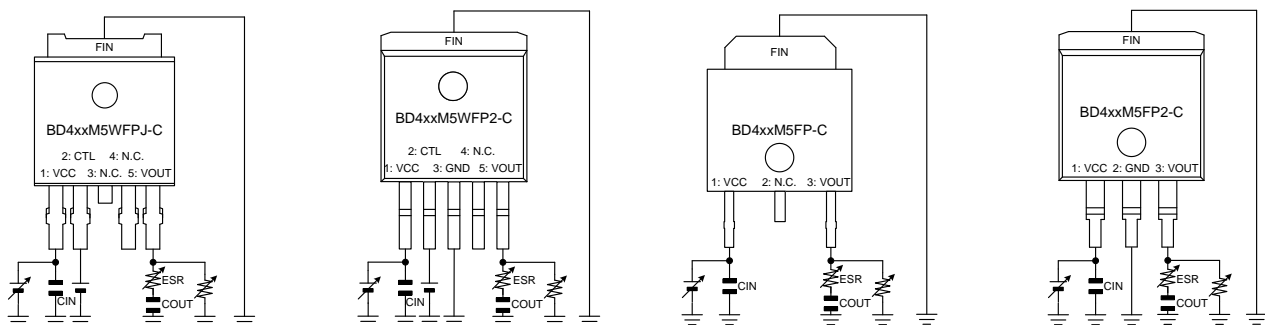 FIN
BD4xxM5WFPJ-C
2: CTL 4: N.C.
1: VCC 3: N.C. 5: VOUT
ESR
CIN
COUT
FIN
BD4xxM5WFP2-C
2: CTL 4: N.C.
1: VCC 3: GND 5: VOUT
ESR
CIN
COUT
FIN
BD4xxM5FP-C
1: VCC 2: N.C. 3: VOUT
ESR
CIN
COUT
FIN
BD4xxM5FP2-C
1: VCC 2: GND 3: VOUT
ESR
CIN
COUT